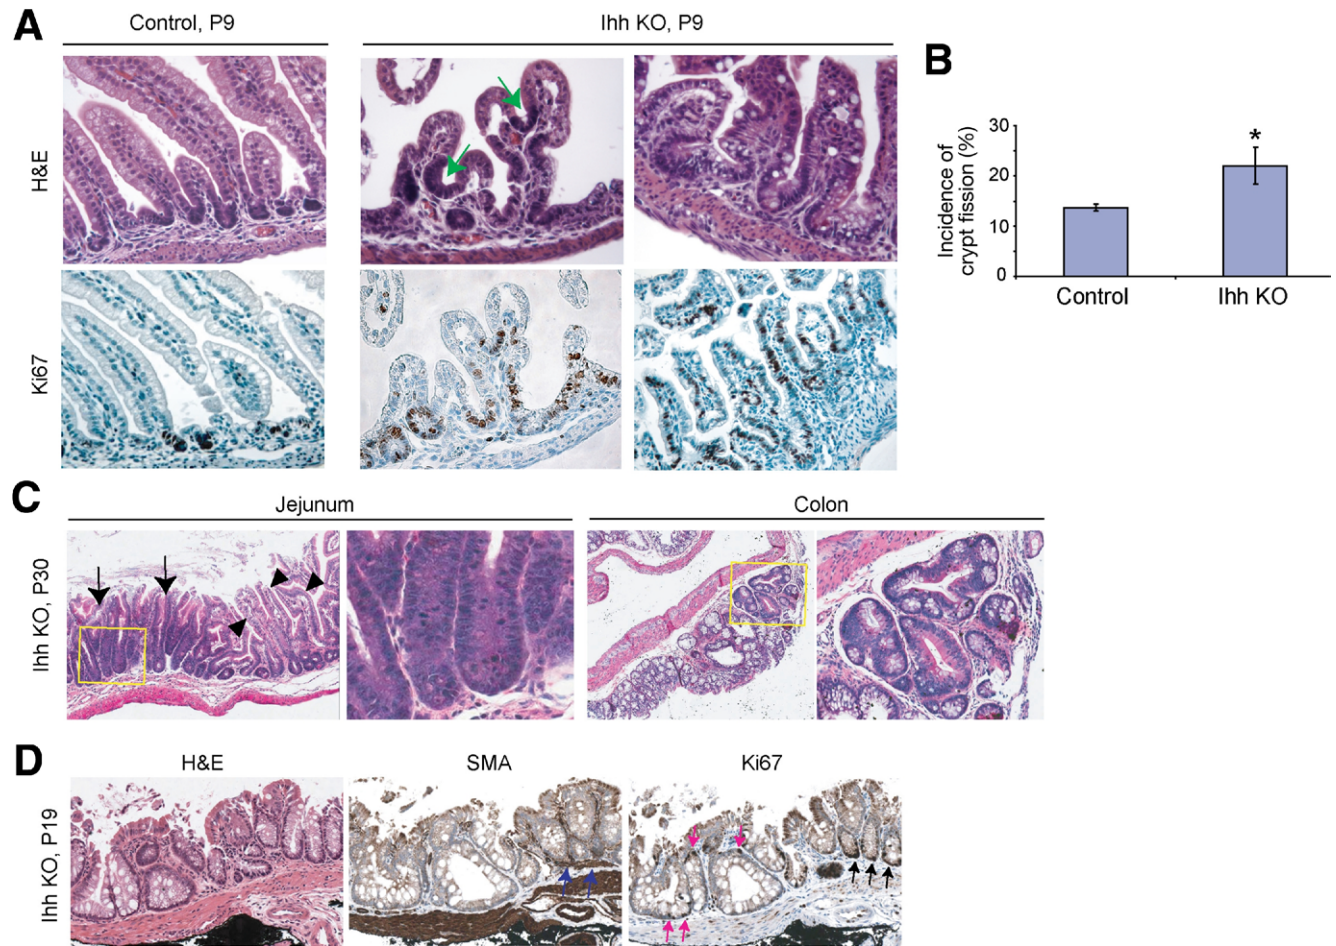 A
Control, P9
Ihh KO, P9
H&E
Ki67
B
Incidence of
crypt fission (%)
30
20
10
0
*
Control
Ihh KO
C
Jejunum
Colon
Ihh KO, P30
D
H&E
SMA
Ki67
Ihh KO, P19